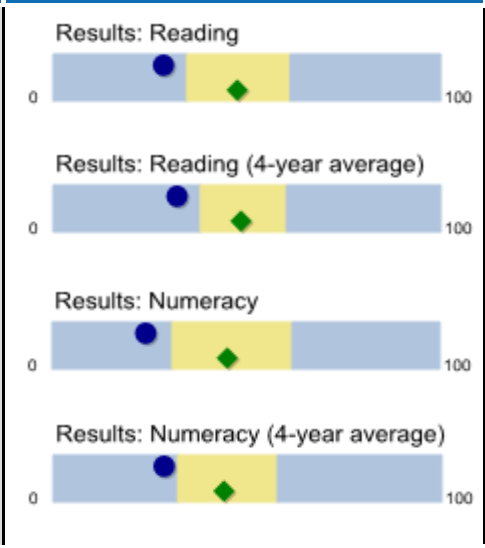 Results: Reading
0 100
Results: Reading (4-year average)
0 100
Results: Numeracy
0 100
Results: Numeracy (4-year average)
0 100